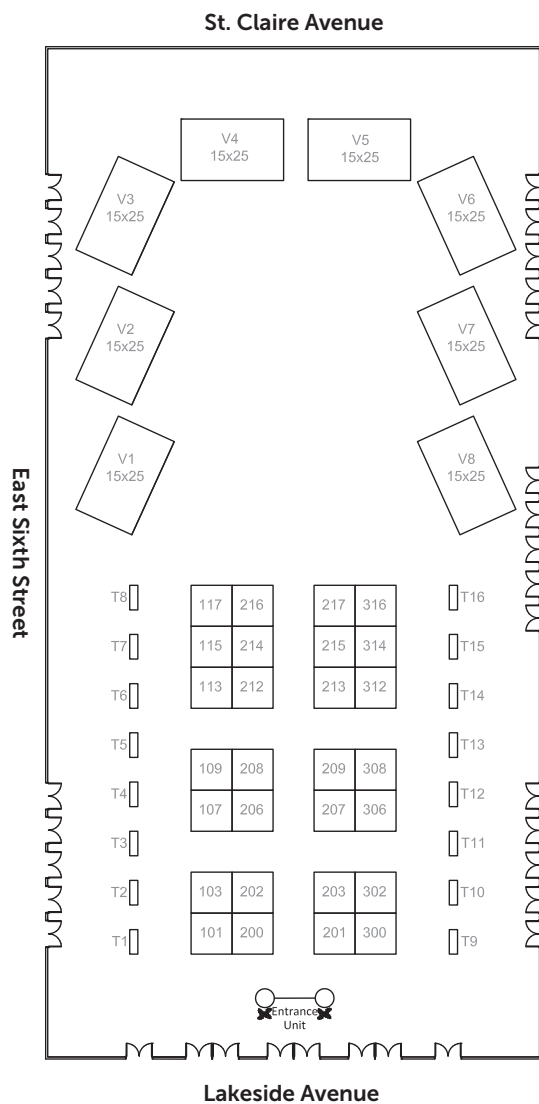 St. Claire Avenue
V4
15x25
V5
15x25
V3
15x25
V6
15x25
V2
15x25
V7
15x25
V1
15x25
V8
15x25
East Sixth Street
T8
117 216
217 316
T16
T7
115 214
215 314
T15
T6
113 212
213 312
T14
T5
T13
109 208
209 308
T4
107 206
207 306
T12
T3
T11
T2
103 202
203 302
T10
T1
101 200
201 300
T9
Entrance
Unit
Lakeside Avenue